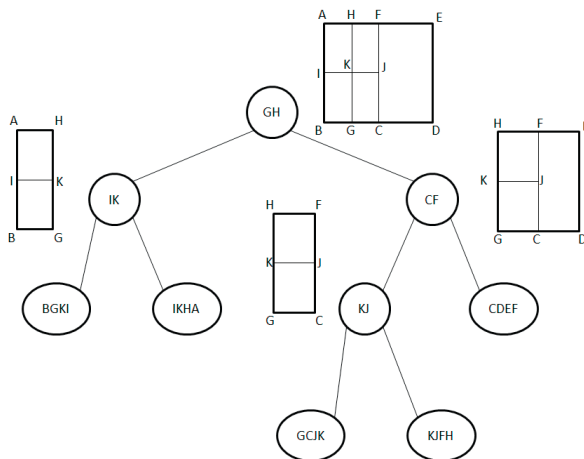 A H F E
K J
I
B G C D
GH
A H
I K
B G
H F
K J
G C D
IK
CF
H F
K J
G C
BGKI IKHA KJ CDEF
GCJK KJFH